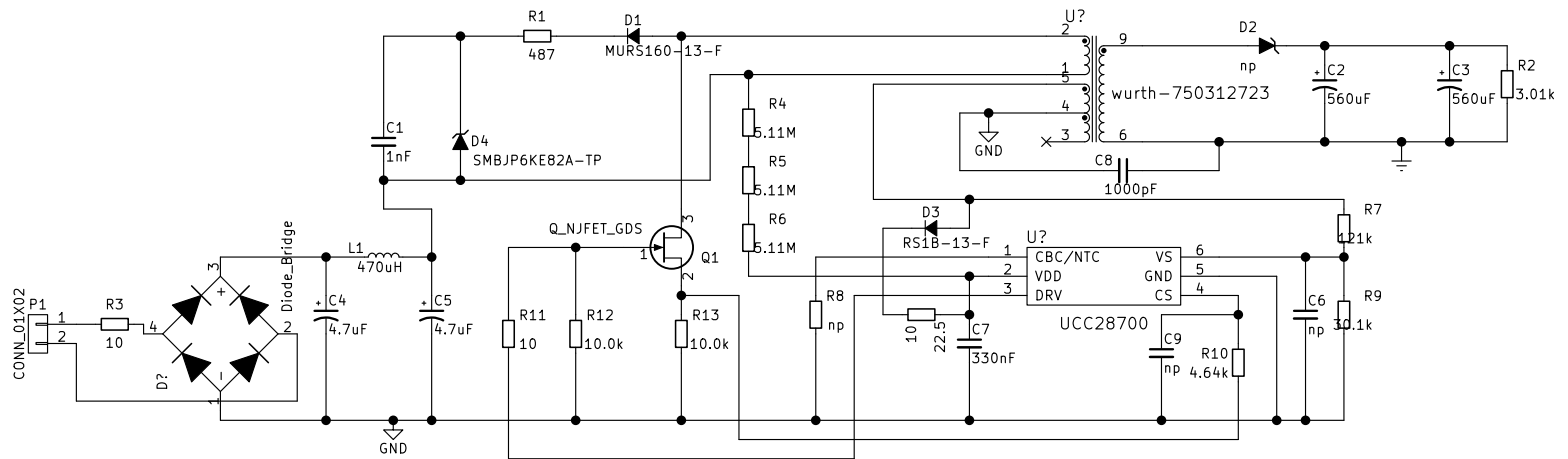 R1
487
D1
MURS160-13-F
U?
2
1
5
4
3
9
6
wurth-750312723
D2
np
C2
560uF
C3
560uF
R2
3.01k
C1
1nF
D4
SMBJP6KE82A-TP
R4
5.11M
R5
5.11M
R6
5.11M
GND
C8
1000pF
Q_NJFET_GDS
1
3
2
Q1
D3
RS1B-13-F
U?
1
2
3
CBC/NTC
VDD
DRV
VS
GND
CS
6
5
4
UCC28700
R7
121k
R9
30.1k
C6
np
L1
470uH
Diode_Bridge
D?
3
4
2
1
+
-
P1
CONN_01X02
1
2
R3
10
C4
4.7uF
C5
4.7uF
R11
10
R12
10.0k
R13
10.0k
R8
np
10
22.5
C7
330nF
C9
np
R10
4.64k
GND